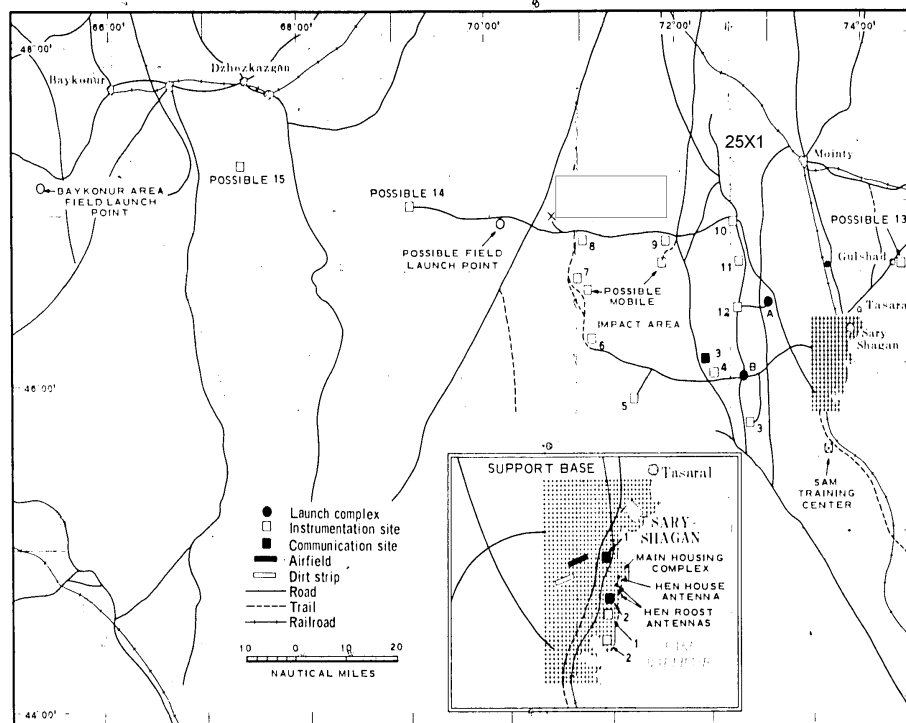 66°00'
70°00'
72°00'
74°00'
48°00'
Baykonur
Dzhozkazgan
25X1
Mointy
POSSIBLE 15
BAYKONUR AREA
FIELD LAUNCH
POINT
POSSIBLE 14
POSSIBLE FIELD
LAUNCH POINT
X
8
9
10
POSSIBLE 13
Gulshad
11
7
POSSIBLE
MOBILE
12
A
Tasaral
IMPACT AREA
Sary
Shagan
6
3
4
B
46°00'
5
3
SAM
TRAINING
CENTER
SUPPORT BASE
Tasaral
SARY-
SHAGAN
1
MAIN HOUSING
COMPLEX
HEN HOUSE
ANTENNA
HEN ROOST
ANTENNAS
2
1
2
Launch complex
Instrumentation site
Communication site
Airfield
Dirt strip
Road
Trail
Railroad
10 0 10 20
NAUTICAL MILES
44°00'